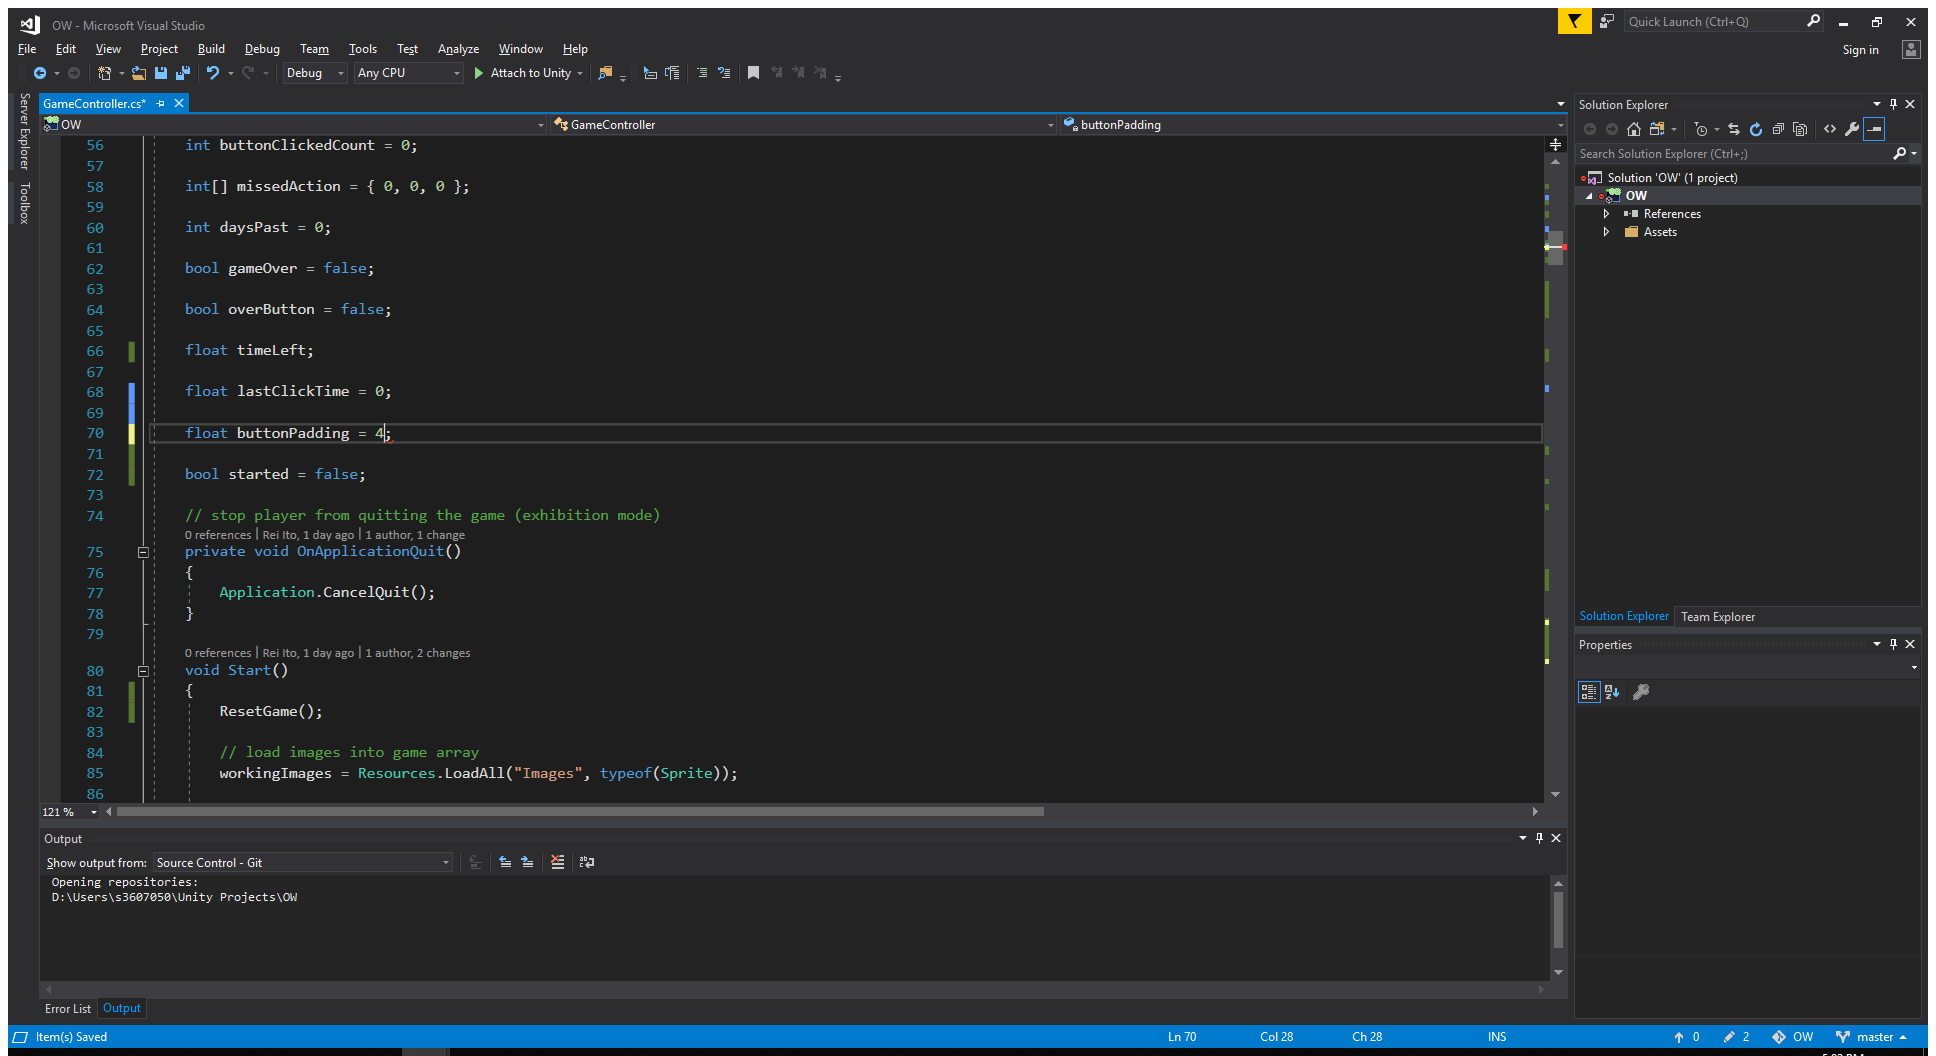 OW - Microsoft Visual Studio
Quick Launch (Ctrl+Q)
File Edit View Project Build Debug Team Tools Test Analyze Window Help
Sign in
Debug Any CPU Attach to Unity
Server Explorer
Toolbox
GameController.cs*
OW GameController buttonPadding
56 int buttonClickedCount = 0;
57
58 int[] missedAction = { 0, 0, 0 };
59
60 int daysPast = 0;
61
62 bool gameOver = false;
63
64 bool overButton = false;
65
66 float timeLeft;
67
68 float lastClickTime = 0;
69
70 float buttonPadding = 4;
71
72 bool started = false;
73
74 // stop player from quitting the game (exhibition mode)
0 references | Rei Ito, 1 day ago | 1 author, 1 change
75 private void OnApplicationQuit()
76 {
77 Application.CancelQuit();
78 }
79
0 references | Rei Ito, 1 day ago | 1 author, 2 changes
80 void Start()
81 {
82 ResetGame();
83
84 // load images into game array
85 workingImages = Resources.LoadAll("Images", typeof(Sprite));
86
121 %
Output
Show output from: Source Control - Git
Opening repositories:
D:\Users\s3607050\Unity Projects\OW
Error List Output
Solution Explorer
Search Solution Explorer (Ctrl+;)
Solution 'OW' (1 project)
OW
References
Assets
Solution Explorer Team Explorer
Properties
Item(s) Saved Ln 70 Col 28 Ch 28 INS 0 2 OW master